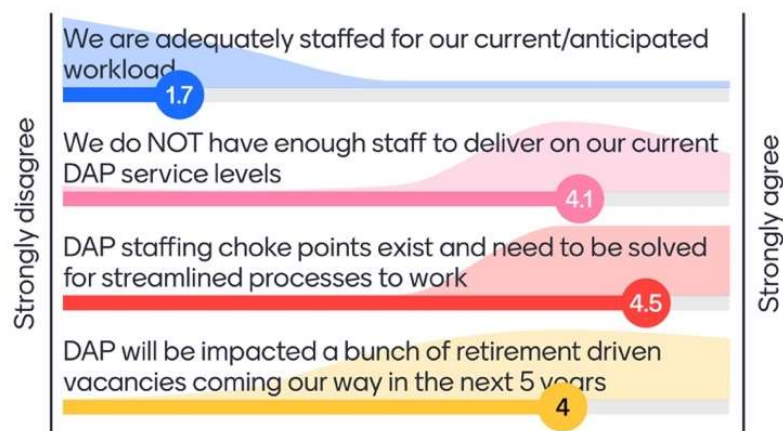 Strongly disagree
We are adequately staffed for our current/anticipated
workload
1.7
We do NOT have enough staff to deliver on our current
DAP service levels
4.1
DAP staffing choke points exist and need to be solved
for streamlined processes to work
4.5
DAP will be impacted a bunch of retirement driven
vacancies coming our way in the next 5 years
4
Strongly agree